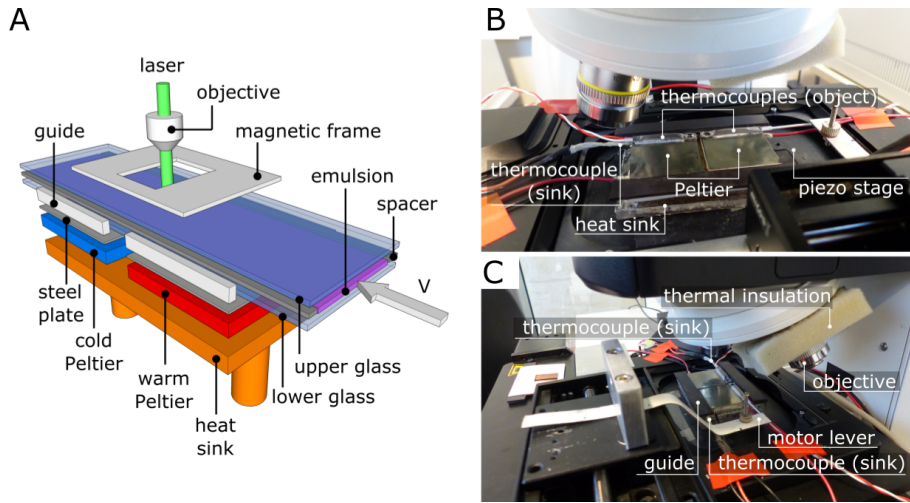 A
laser
objective
guide
magnetic frame
emulsion
spacer
V
steel
plate
cold
Peltier
warm
Peltier
heat
sink
upper glass
lower glass
B
thermocouples (object)
thermocouple
(sink)
Peltier
piezo stage
heat sink
C
thermal insulation
thermocouple (sink)
objective
motor lever
guide
thermocouple (sink)